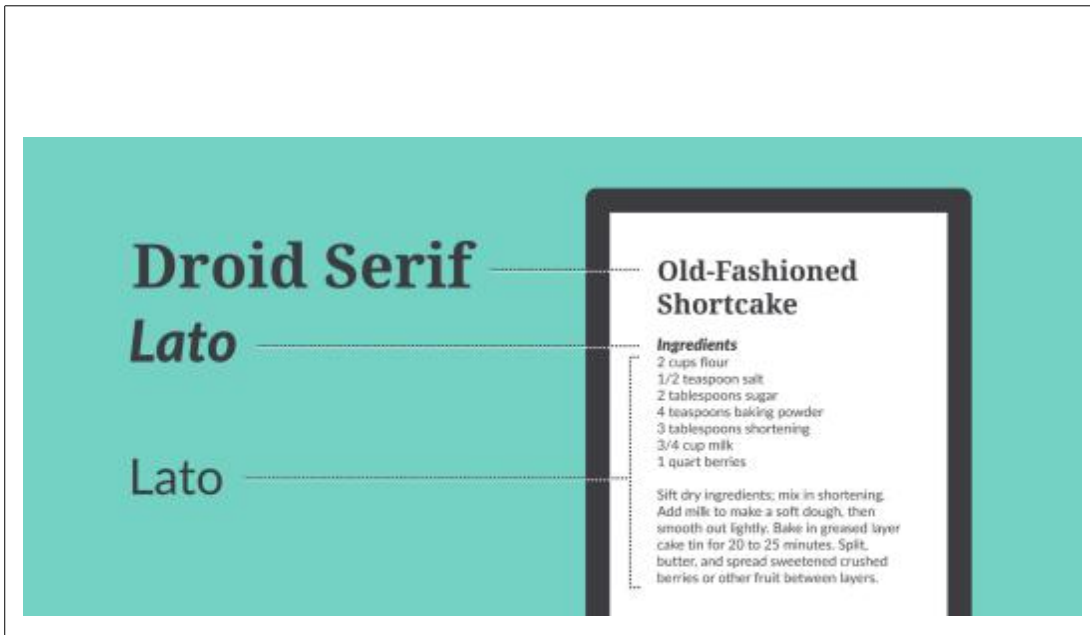 Droid Serif
Lato
Lato
Old-Fashioned
Shortcake
Ingredients
2 cups flour
1/2 teaspoon salt
2 tablespoons sugar
4 teaspoons baking powder
3 tablespoons shortening
3/4 cup milk
1 quart berries
Sift dry ingredients; mix in shortening.
Add milk to make a soft dough, then
smooth out lightly. Bake in greased layer
cake tin for 20 to 25 minutes. Split,
butter, and spread sweetened crushed
berries or other fruit between layers.